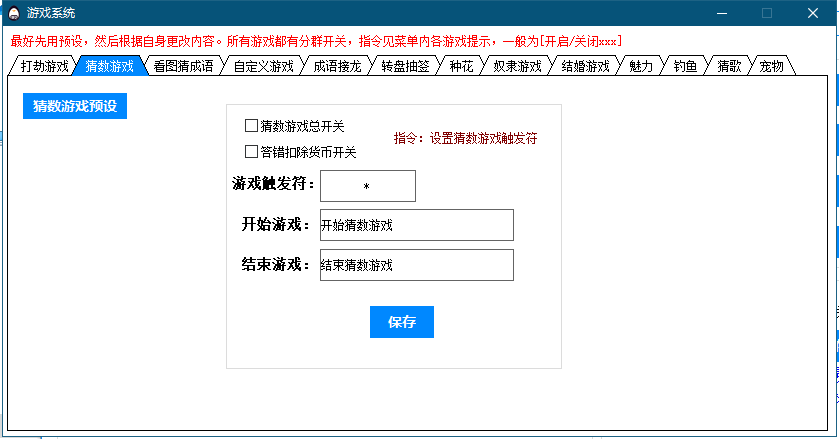 游戏系统
最好先用预设，然后根据自身更改内容。所有游戏都有分群开关，指令见菜单内各游戏提示，一般为[开启/关闭xxx]
打劫游戏 猜数游戏 看图猜成语 自定义游戏 成语接龙 转盘抽签 种花 奴隶游戏 结婚游戏 魅力 钓鱼 猜歌 宠物
猜数游戏预设
猜数游戏总开关
指令：设置猜数游戏触发符
答错扣除货币开关
游戏触发符： *
开始游戏： 开始猜数游戏
结束游戏： 结束猜数游戏
保存